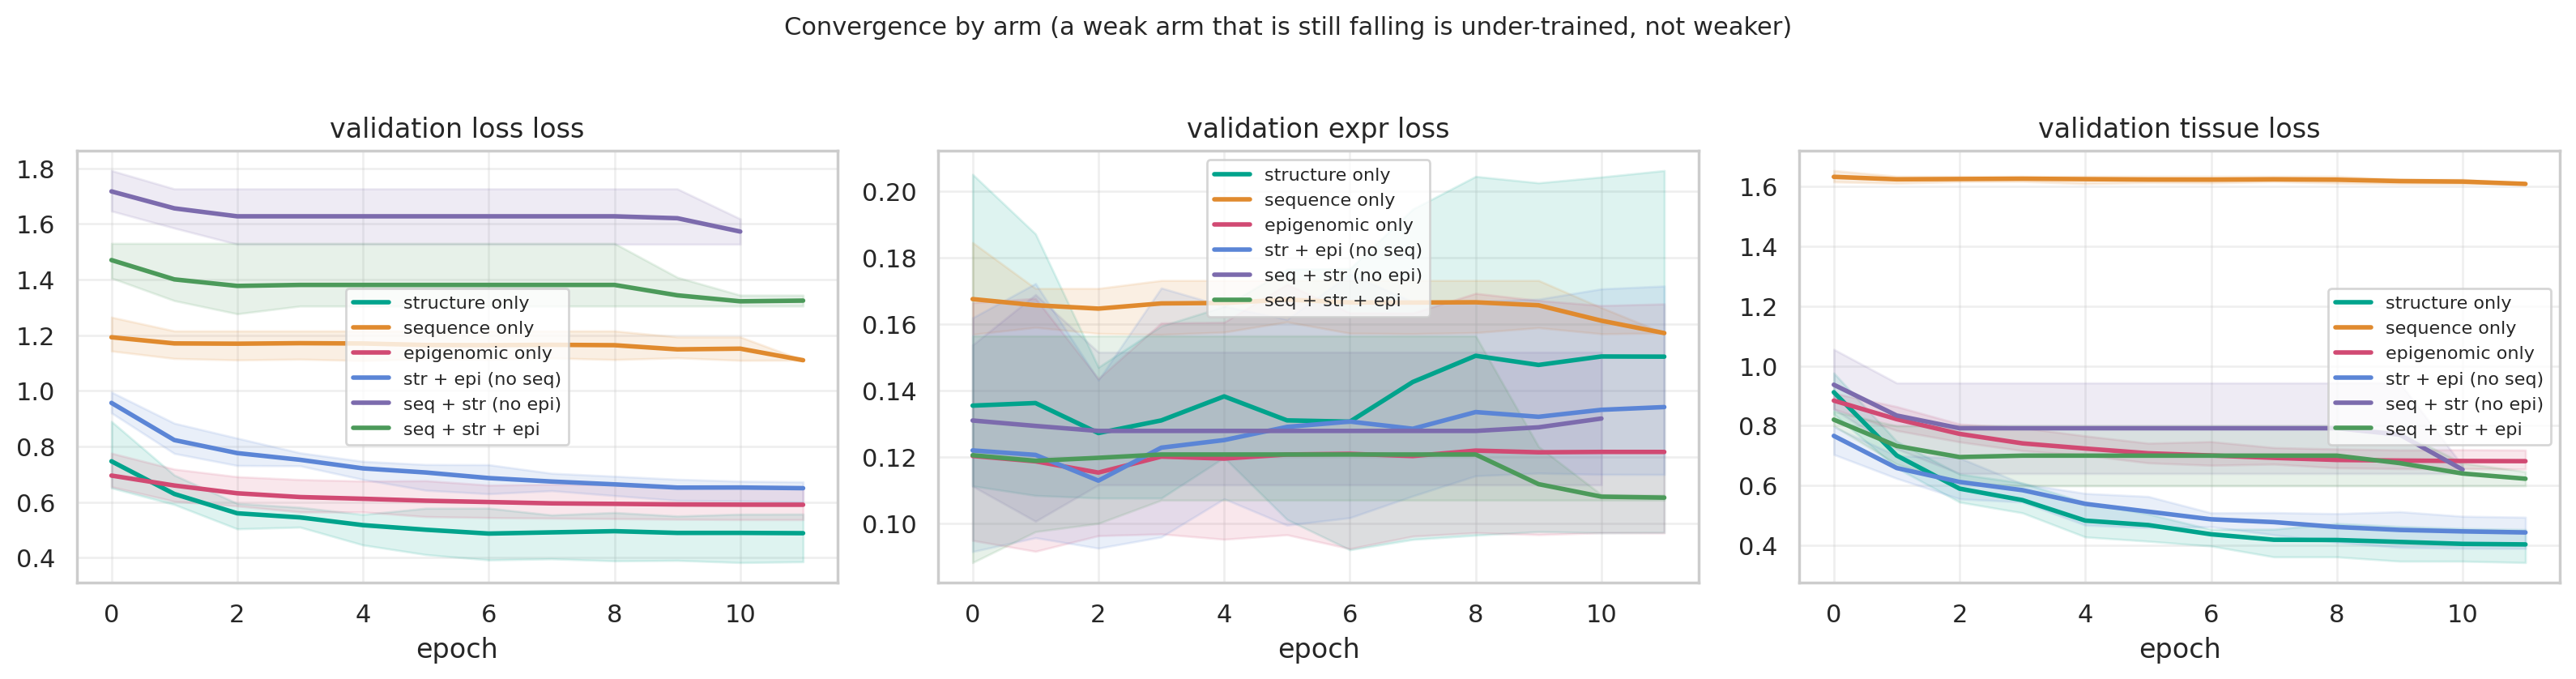 Convergence by arm (a weak arm that is still falling is under-trained, not weaker)
validation loss loss
1.8
1.6
1.4
1.2
1.0
0.8
0.6
0.4
structure only
sequence only
epigenomic only
str + epi (no seq)
seq + str (no epi)
seq + str + epi
0 2 4 6 8 10
epoch
validation expr loss
0.20
0.18
0.16
0.14
0.12
0.10
structure only
sequence only
epigenomic only
str + epi (no seq)
seq + str (no epi)
seq + str + epi
0 2 4 6 8 10
epoch
validation tissue loss
1.6
1.4
1.2
1.0
0.8
0.6
0.4
structure only
sequence only
epigenomic only
str + epi (no seq)
seq + str (no epi)
seq + str + epi
0 2 4 6 8 10
epoch